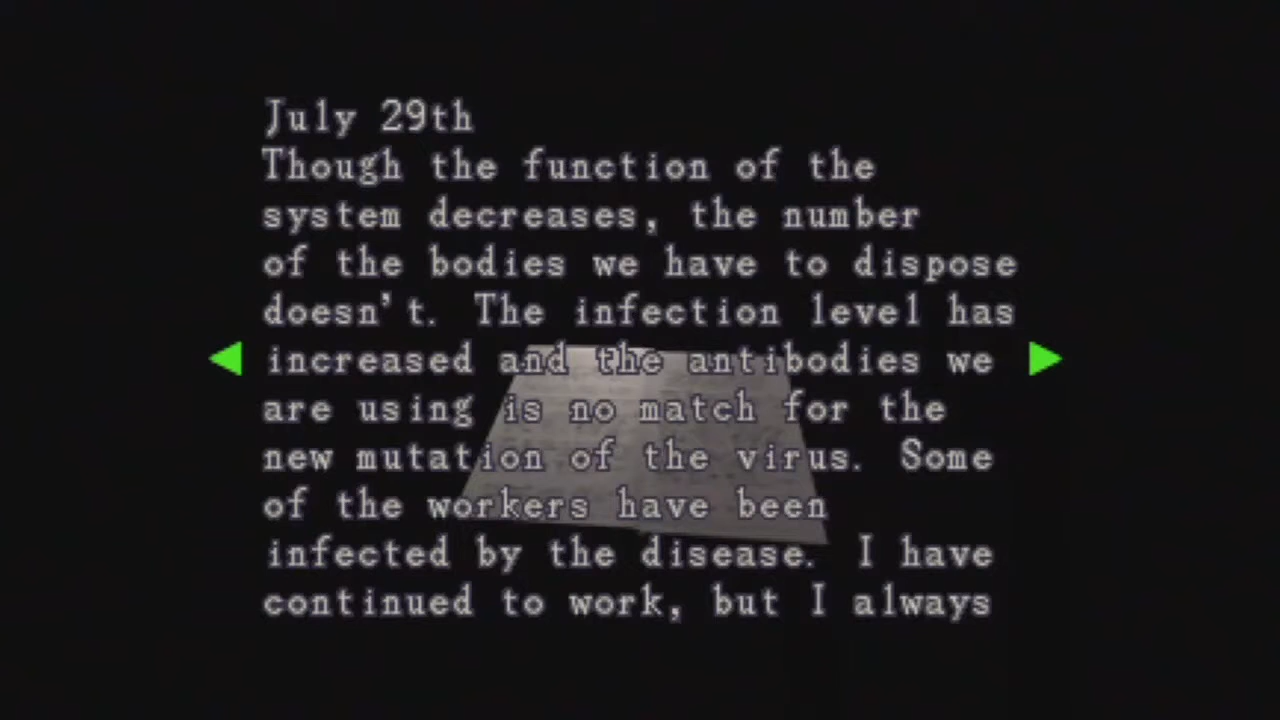 July 29th
Though the function of the
system decreases, the number
of the bodies we have to dispose
doesn't. The infection level has
increased and the antibodies we
are using is no match for the
new mutation of the virus. Some
of the workers have been
infected by the disease. I have
continued to work, but I always